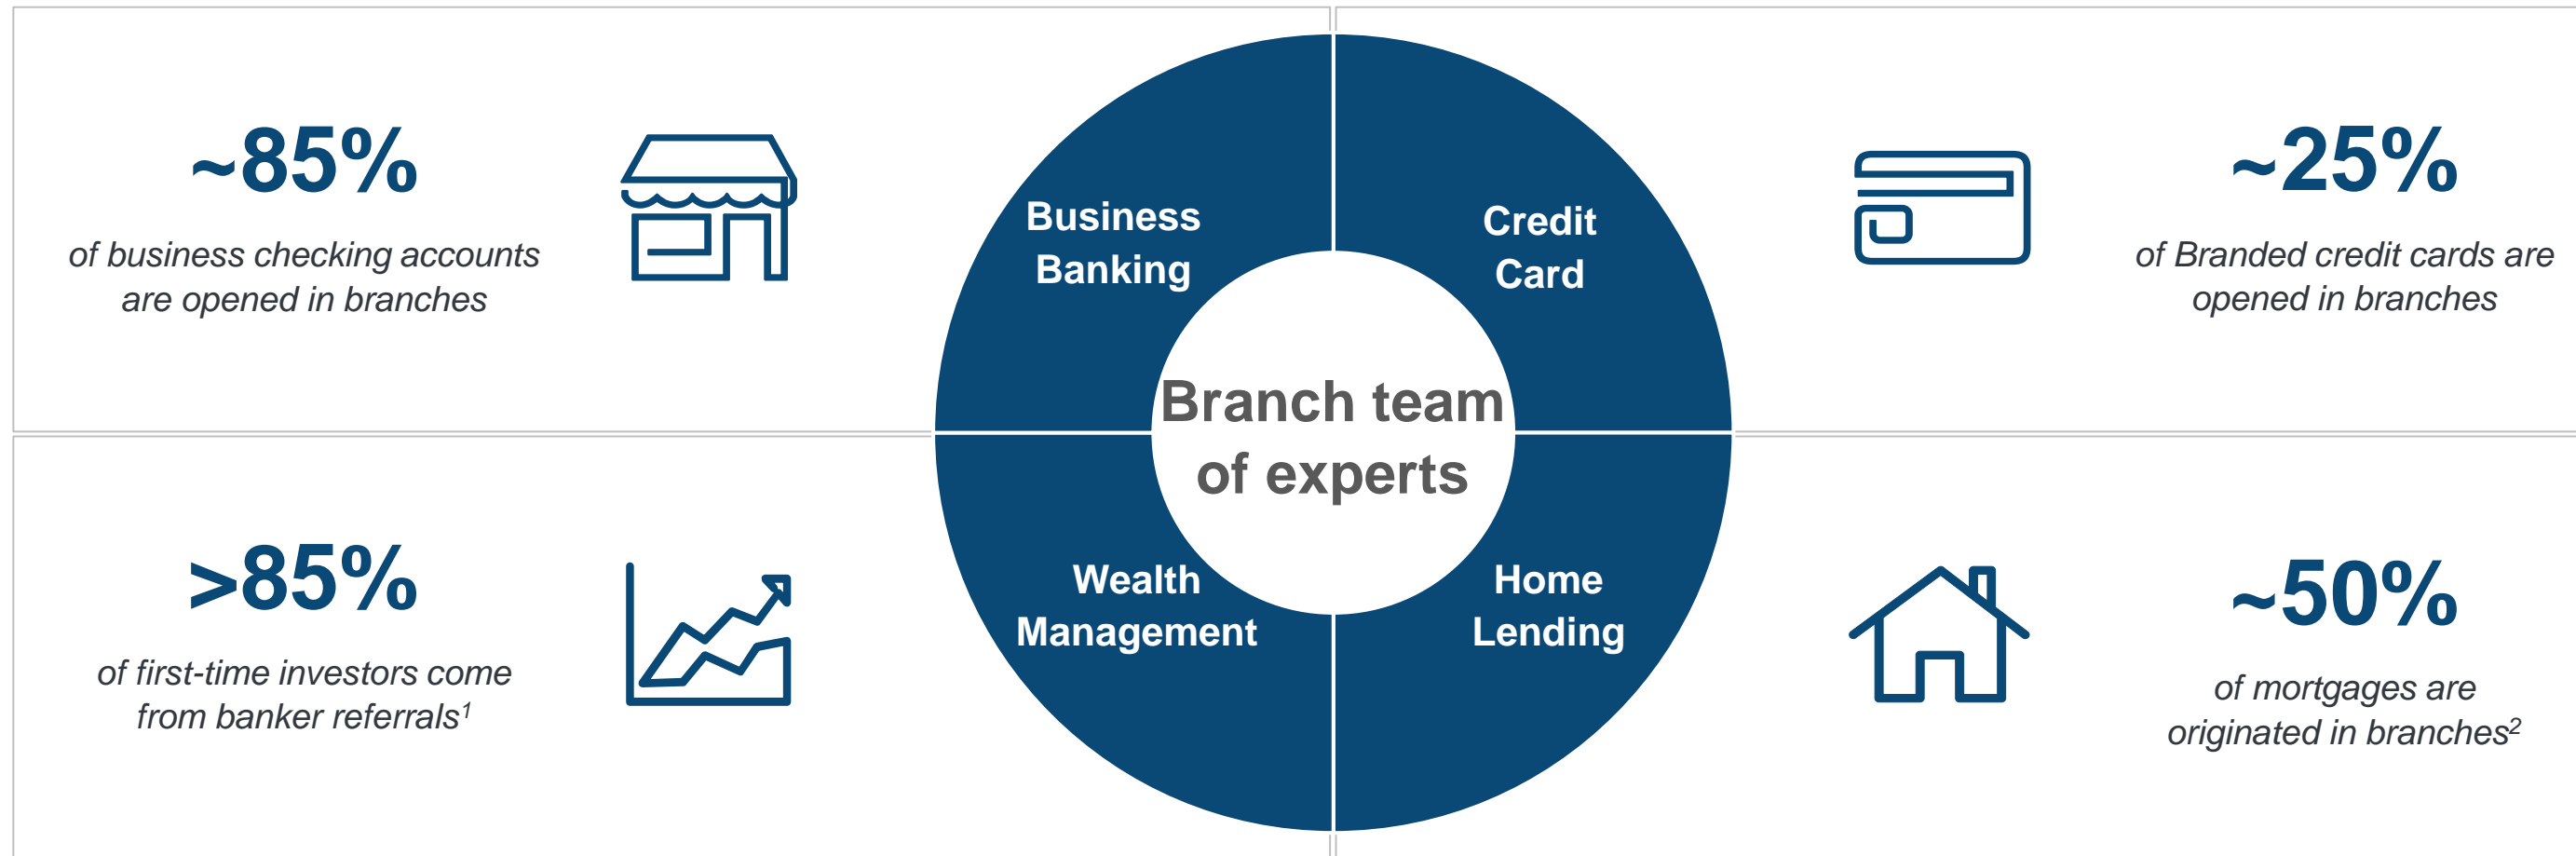 ~85%
of business checking accounts
are opened in branches
Business
Banking
Credit
Card
~25%
of Branded credit cards are
opened in branches
Branch team
of experts
>85%
of first-time investors come
from banker referrals¹
Wealth
Management
Home
Lending
~50%
of mortgages are
originated in branches²